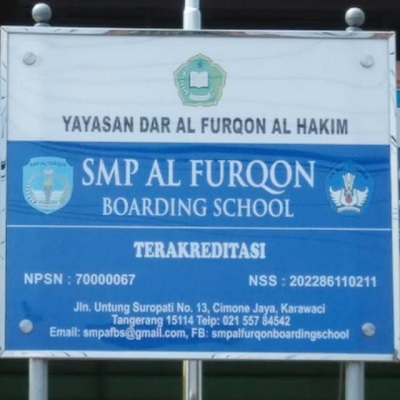 YAYASAN DAR AL FURQON AL HAKIM
SMP AL FURQON
BOARDING SCHOOL
TERAKREDITASI
NPSN : 70000067 NSS : 202286110211
Jln. Untung Suropati No. 13, Cimone Jaya, Karawaci
Tangerang 15114 Telp: 021 557 84542
Email: smpafbs@gmail.com, FB: smpalfurqonboardingschool